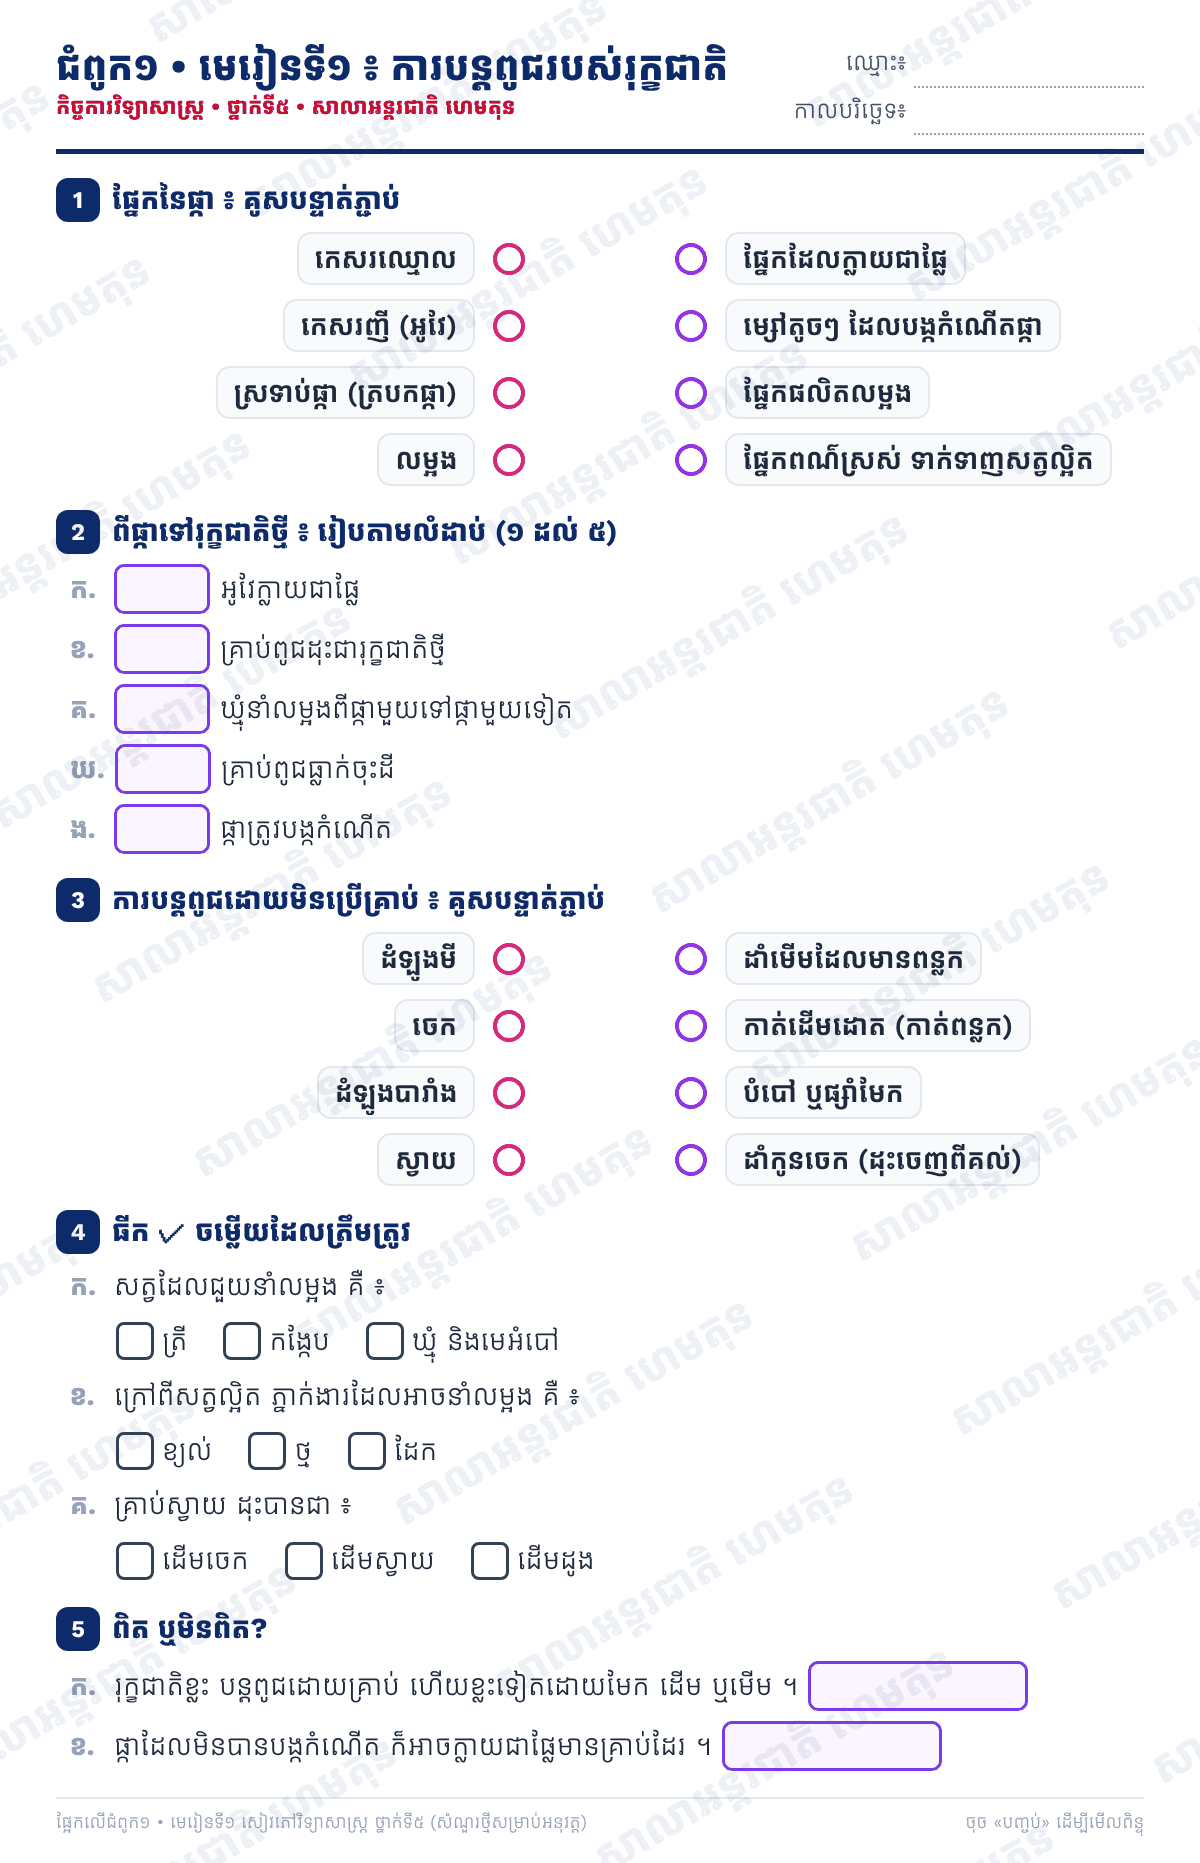 ជំពូក១ • មេរៀនទី១ ៖ ការបន្តពូជរបស់រុក្ខជាតិ
ឈ្មោះ៖
កិច្ចការវិទ្យាសាស្ត្រ • ថ្នាក់ទី៥ • សាលាអន្តរជាតិ ហេមតុន
កាលបរិច្ឆេទ៖
1 ផ្នែកនៃផ្កា ៖ គូសបន្ទាត់ភ្ជាប់
កេសរឈ្មោល ផ្នែកដែលក្លាយជាផ្លែ
កេសរញី (អូវែ) ម្សៅតូចៗ ដែលបង្កកំណើតផ្កា
ស្រទាប់ផ្កា (ត្របកផ្កា) ផ្នែកផលិតលម្អង
លម្អង ផ្នែកពណ៌ស្រស់ ទាក់ទាញសត្វល្អិត
2 ពីផ្កាទៅរុក្ខជាតិថ្មី ៖ រៀបតាមលំដាប់ (១ ដល់ ៥)
ក. អូវែក្លាយជាផ្លែ
ខ. គ្រាប់ពូជដុះជារុក្ខជាតិថ្មី
គ. ឃ្មុំនាំលម្អងពីផ្កាមួយទៅផ្កាមួយទៀត
ឃ. គ្រាប់ពូជធ្លាក់ចុះដី
ង. ផ្កាត្រូវបង្កកំណើត
3 ការបន្តពូជដោយមិនប្រើគ្រាប់ ៖ គូសបន្ទាត់ភ្ជាប់
ដំឡូងមី ដាំមើមដែលមានពន្លក
ចេក កាត់ដើមដោត (កាត់ពន្លក)
ដំឡូងបារាំង បំបៅ ឬផ្សាំមែក
ស្វាយ ដាំកូនចេក (ដុះចេញពីគល់)
4 ធីក ✓ ចម្លើយដែលត្រឹមត្រូវ
ក. សត្វដែលជួយនាំលម្អង គឺ ៖
ត្រី កង្កែប ឃ្មុំ និងមេអំបៅ
ខ. ក្រៅពីសត្វល្អិត ភ្នាក់ងារដែលអាចនាំលម្អង គឺ ៖
ខ្យល់ ថ្ម ដែក
គ. គ្រាប់ស្វាយ ដុះបានជា ៖
ដើមចេក ដើមស្វាយ ដើមដូង
5 ពិត ឬមិនពិត?
ក. រុក្ខជាតិខ្លះ បន្តពូជដោយគ្រាប់ ហើយខ្លះទៀតដោយមែក ដើម ឬមើម ។
ខ. ផ្កាដែលមិនបានបង្កកំណើត ក៏អាចក្លាយជាផ្លែមានគ្រាប់ដែរ ។
ផ្អែកលើជំពូក១ • មេរៀនទី១ សៀវភៅវិទ្យាសាស្ត្រ ថ្នាក់ទី៥ (សំណួរថ្មីសម្រាប់អនុវត្ត)
ចុច «បញ្ចប់» ដើម្បីមើលពិន្ទុ